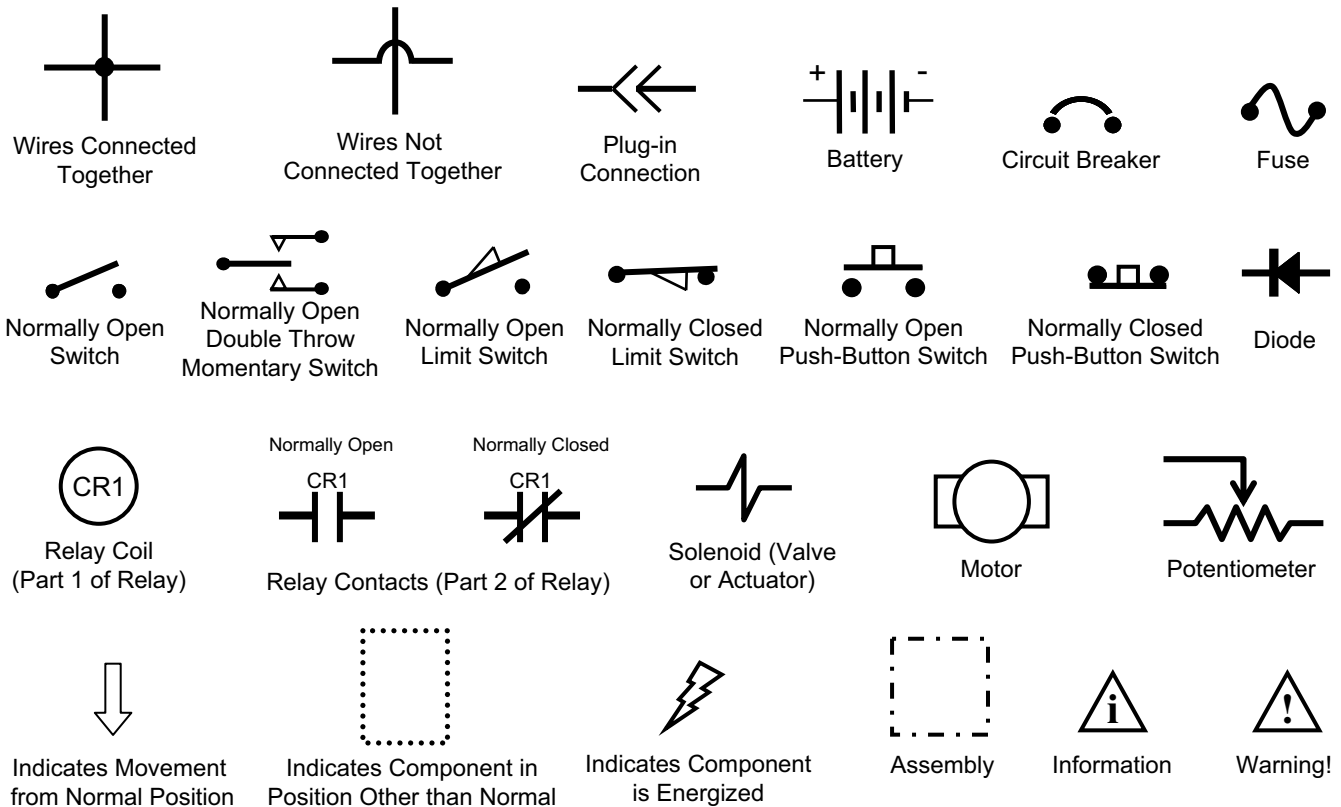 Wires Connected
Together
Wires Not
Connected Together
Plug-in
Connection
+ -
Battery
Circuit Breaker
Fuse
Normally Open
Switch
Normally Open
Double Throw
Momentary Switch
Normally Open
Limit Switch
Normally Closed
Limit Switch
Normally Open
Push-Button Switch
Normally Closed
Push-Button Switch
Diode
CR1
Relay Coil
(Part 1 of Relay)
Normally Open
CR1
Normally Closed
CR1
Relay Contacts (Part 2 of Relay)
Solenoid (Valve
or Actuator)
Motor
Potentiometer
Indicates Movement
from Normal Position
Indicates Component in
Position Other than Normal
Indicates Component
is Energized
Assembly
i
Information
!
Warning!